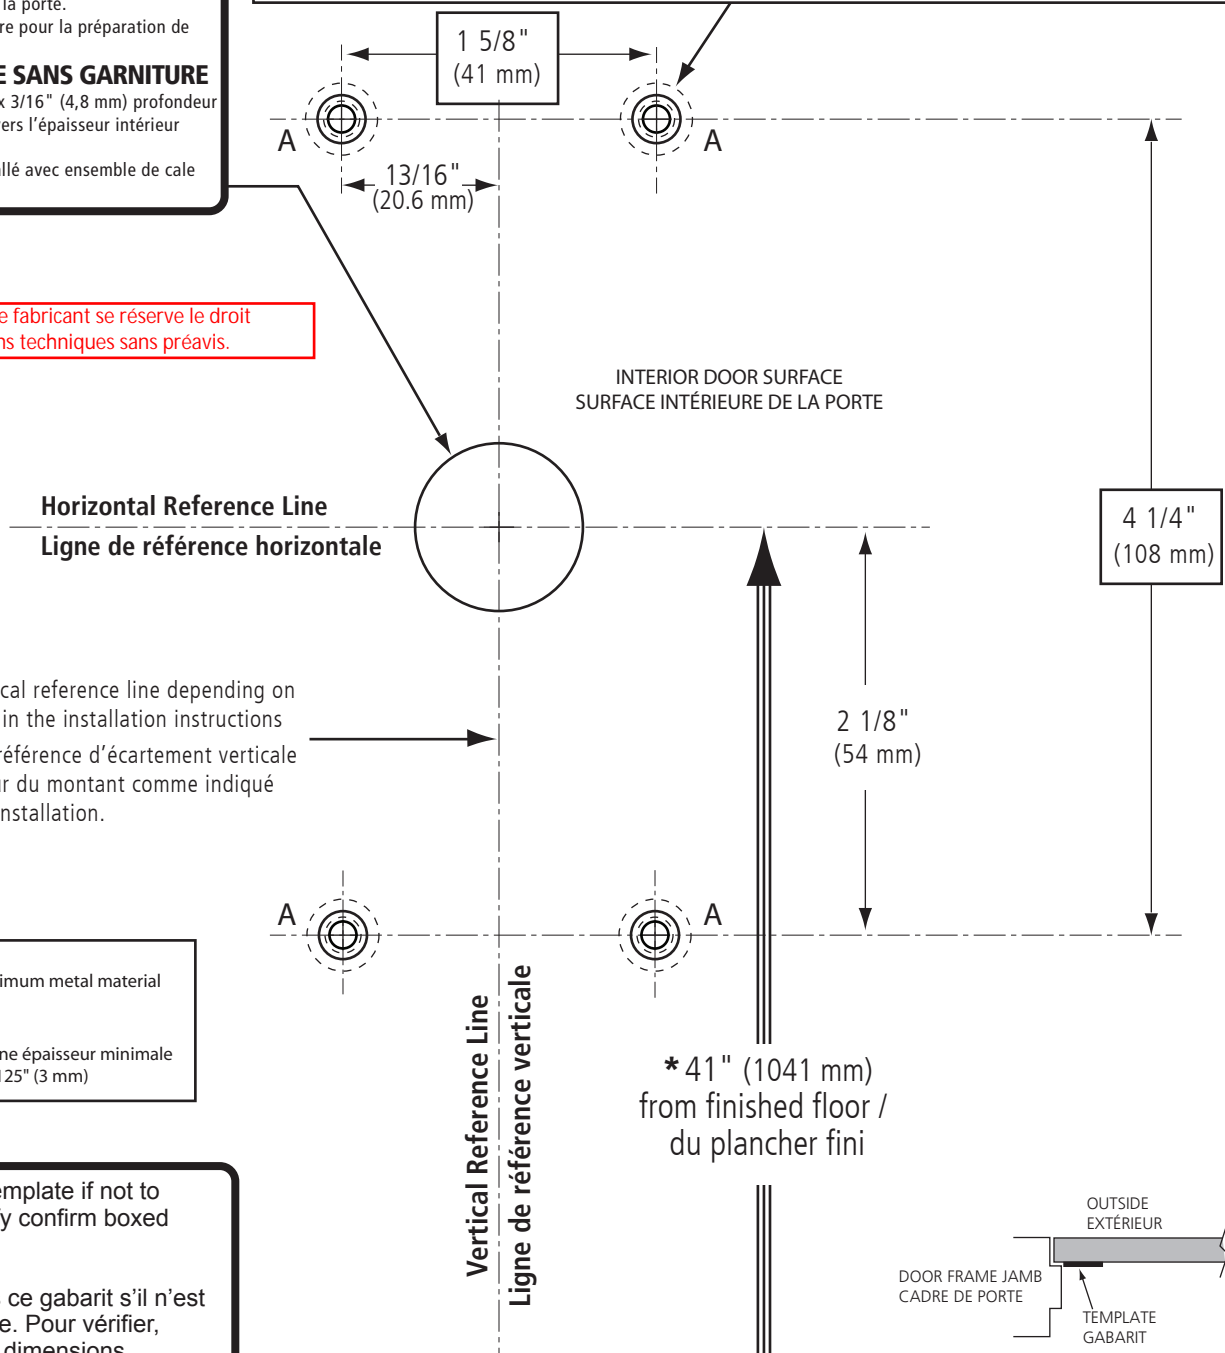 la porte.
re pour la préparation de
E SANS GARNITURE
x 3/16" (4,8 mm) profondeur
ers l'épaisseur intérieur
allé avec ensemble de cale
1 5/8"
(41 mm)
A
A
13/16"
(20.6 mm)
e fabricant se réserve le droit
ns techniques sans préavis.
INTERIOR DOOR SURFACE
SURFACE INTÉRIEURE DE LA PORTE
Horizontal Reference Line
Ligne de référence horizontale
4 1/4"
(108 mm)
cal reference line depending on
in the installation instructions
référence d'écartement verticale
ur du montant comme indiqué
nstallation.
2 1/8"
(54 mm)
A
A
imum metal material
ne épaisseur minimale
125" (3 mm)
Vertical Reference Line
Ligne de référence verticale
*41" (1041 mm)
from finished floor /
du plancher fini
emplate if not to
y confirm boxed
s ce gabarit s'il n'est
e. Pour vérifier,
dimensions
OUTSIDE
EXTÉRIEUR
DOOR FRAME JAMB
CADRE DE PORTE
TEMPLATE
GABARIT